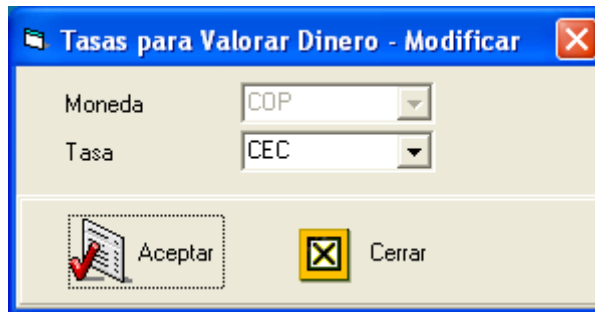 Tasas para Valorar Dinero - Modificar
Moneda COP
Tasa CEC
Aceptar Cerrar